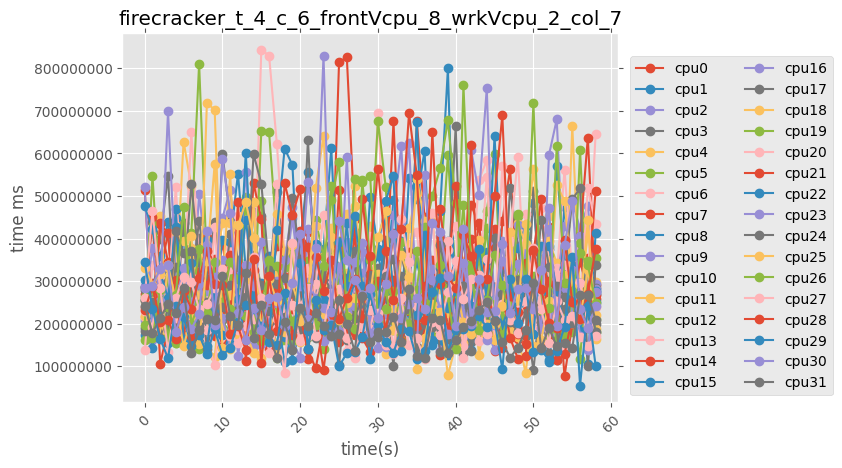 firecracker_t_4_c_6_frontVcpu_8_wrkVcpu_2_col_7
time ms
800000000
700000000
600000000
500000000
400000000
300000000
200000000
100000000
0
10
20
30
40
50
60
time(s)
cpu0
cpu1
cpu2
cpu3
cpu4
cpu5
cpu6
cpu7
cpu8
cpu9
cpu10
cpu11
cpu12
cpu13
cpu14
cpu15
cpu16
cpu17
cpu18
cpu19
cpu20
cpu21
cpu22
cpu23
cpu24
cpu25
cpu26
cpu27
cpu28
cpu29
cpu30
cpu31